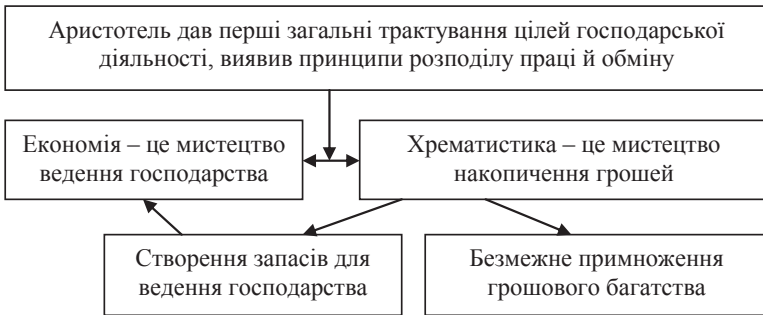 Аристотель дав перші загальні трактування цілей господарської
діяльності, виявив принципи розподілу праці й обміну
Економія – це мистецтво
ведення господарства
Хрематистика – це мистецтво
накопичення грошей
Створення запасів для
ведення господарства
Безмежне примноження
грошового багатства